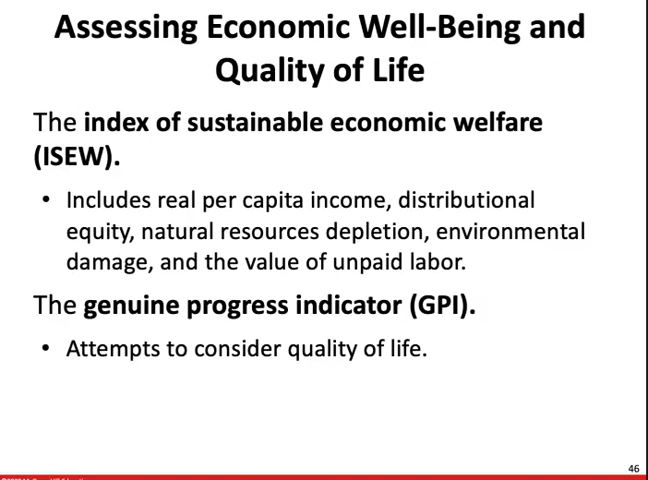 Assessing Economic Well-Being and
Quality of Life
The index of sustainable economic welfare
(ISEW).
• Includes real per capita income, distributional
equity, natural resources depletion, environmental
damage, and the value of unpaid labor.
The genuine progress indicator (GPI).
• Attempts to consider quality of life.
46